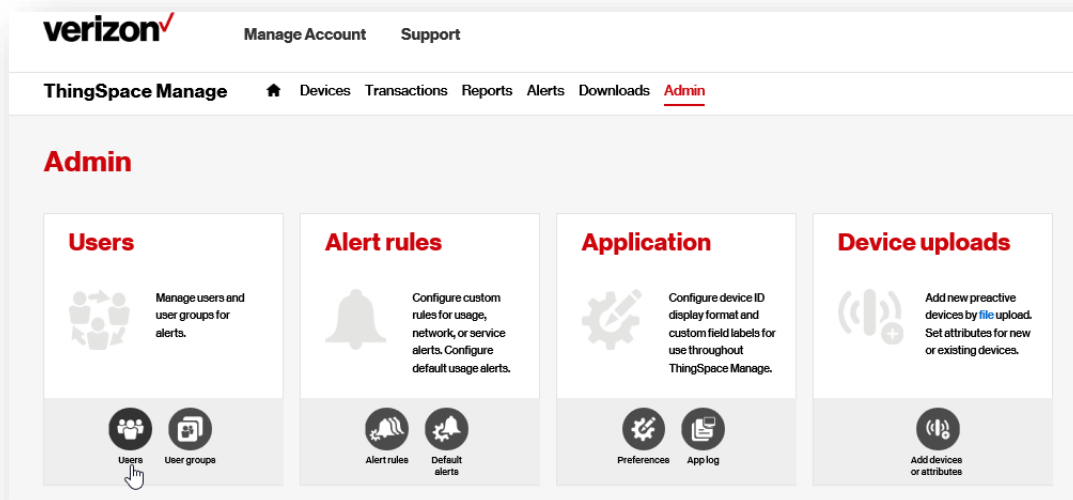 verizon
Manage Account Support
ThingSpace Manage Devices Transactions Reports Alerts Downloads Admin
Admin
Users
Manage users and
user groups for
alerts.
Users User groups
Alert rules
Configure custom
rules for usage,
network, or service
alerts. Configure
default usage alerts.
Alert rules Default
alerts
Application
Configure device ID
display format and
custom field labels for
use throughout
ThingSpace Manage.
Preferences App log
Device uploads
Add new preactive
devices by file upload.
Set attributes for new
or existing devices.
Add devices
or attributes